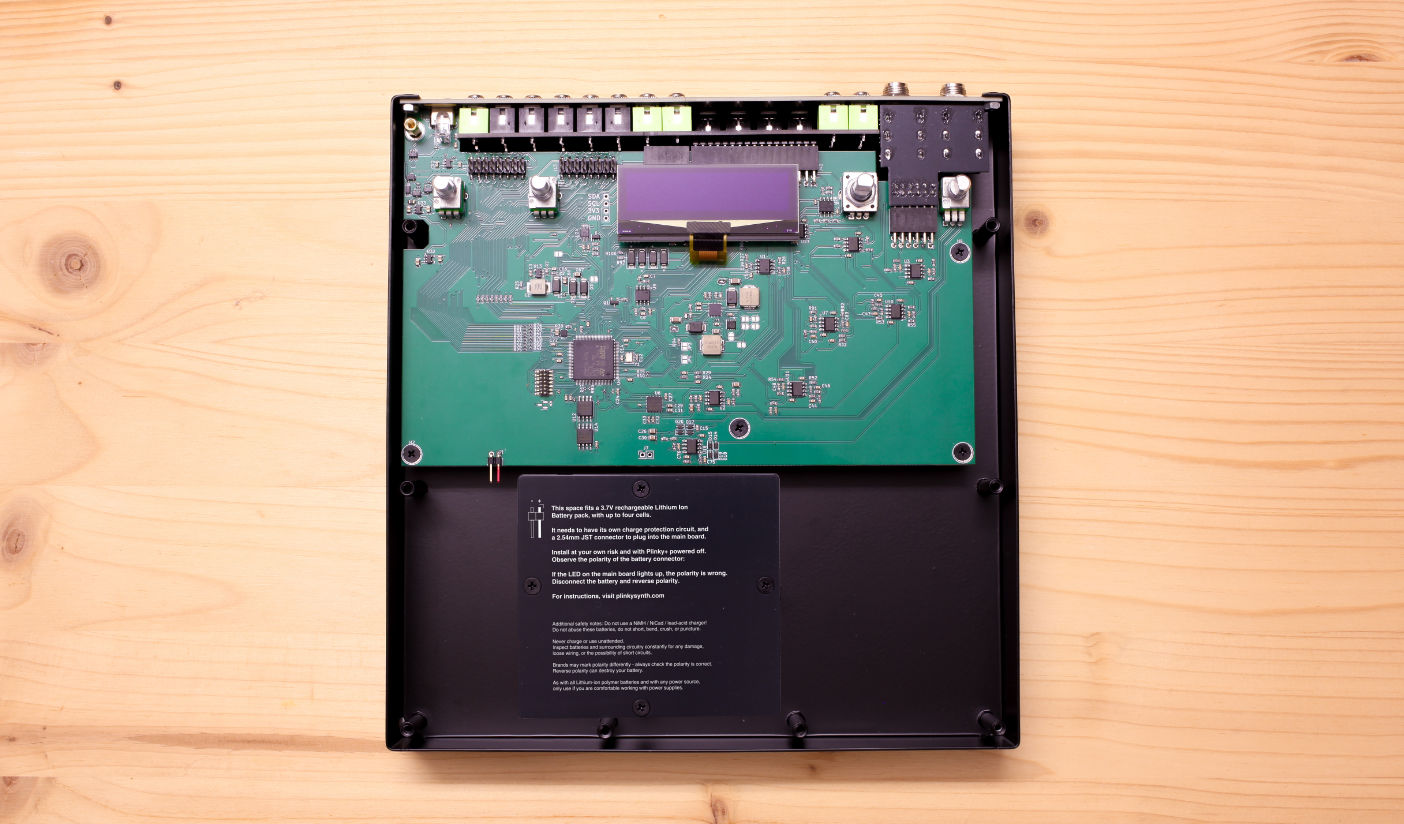 SDA
SCL
3V3
GND
- +
This space fits a 3.7V rechargeable Lithium Ion
Battery pack, with up to four cells.
It needs to have its own charge protection circuit, and
a 2.54mm JST connector to plug into the main board.
Install at your own risk and with Plinky+ powered off.
Observe the polarity of the battery connector:
If the LED on the main board lights up, the polarity is wrong.
Disconnect the battery and reverse polarity.
For instructions, visit plinkysynth.com
Additional safety notes: Do not use a NiMH / NiCad / lead-acid charger!
Do not abuse these batteries, do not short, bend, crush, or puncture.
Never charge or use unattended.
Inspect batteries and surrounding circuitry constantly for any damage,
loose wiring, or the possibility of short circuits.
Brands may mark polarity differently - always check the polarity is correct.
Reverse polarity can destroy your battery.
As with all Lithium-ion polymer batteries and with any power source,
only use if you are comfortable working with power supplies.